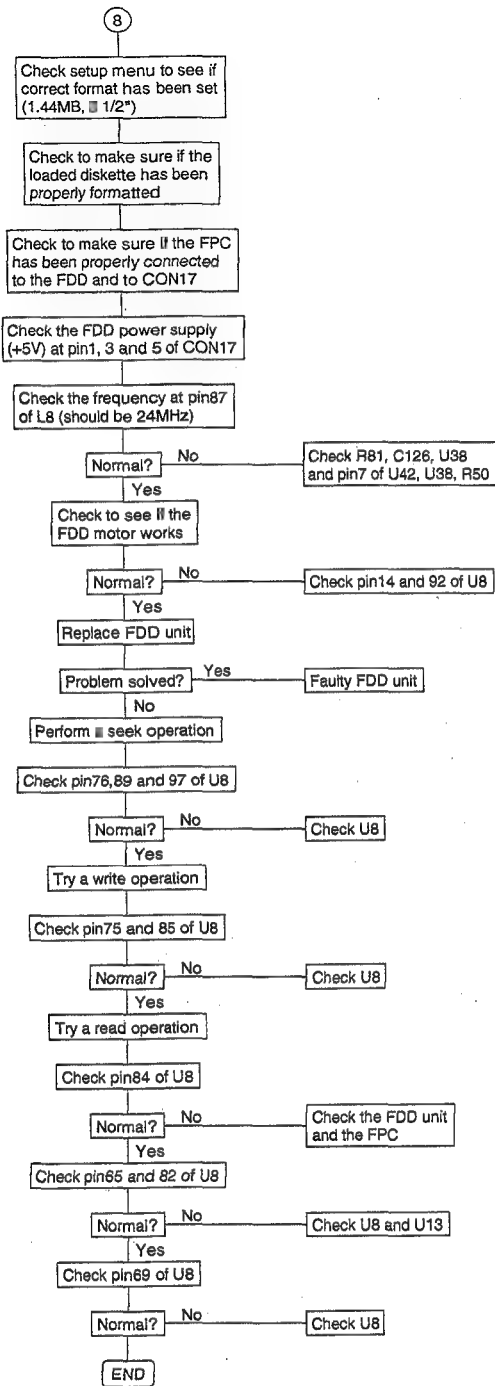 8
Check setup menu to see if
correct format has been set
(1.44MB, 1/2")
Check to make sure if the
loaded diskette has been
properly formatted
Check to make sure if the FPC
has been properly connected
to the FDD and to CON17
Check the FDD power supply
(+5V) at pin1, 3 and 5 of CON17
Check the frequency at pin87
of L8 (should be 24MHz)
Normal?
No
Check R81, C126, U38
and pin7 of U42, U38, R50
Yes
Check to see if the
FDD motor works
Normal?
No
Check pin14 and 92 of U8
Yes
Replace FDD unit
Problem solved?
Yes
Faulty FDD unit
No
Perform seek operation
Check pin76,89 and 97 of U8
Normal?
No
Check U8
Yes
Try a write operation
Check pin75 and 85 of U8
Normal?
No
Check U8
Yes
Try a read operation
Check pin84 of U8
Normal?
No
Check the FDD unit
and the FPC
Yes
Check pin65 and 82 of U8
Normal?
No
Check U8 and U13
Yes
Check pin69 of U8
Normal?
No
Check U8
END